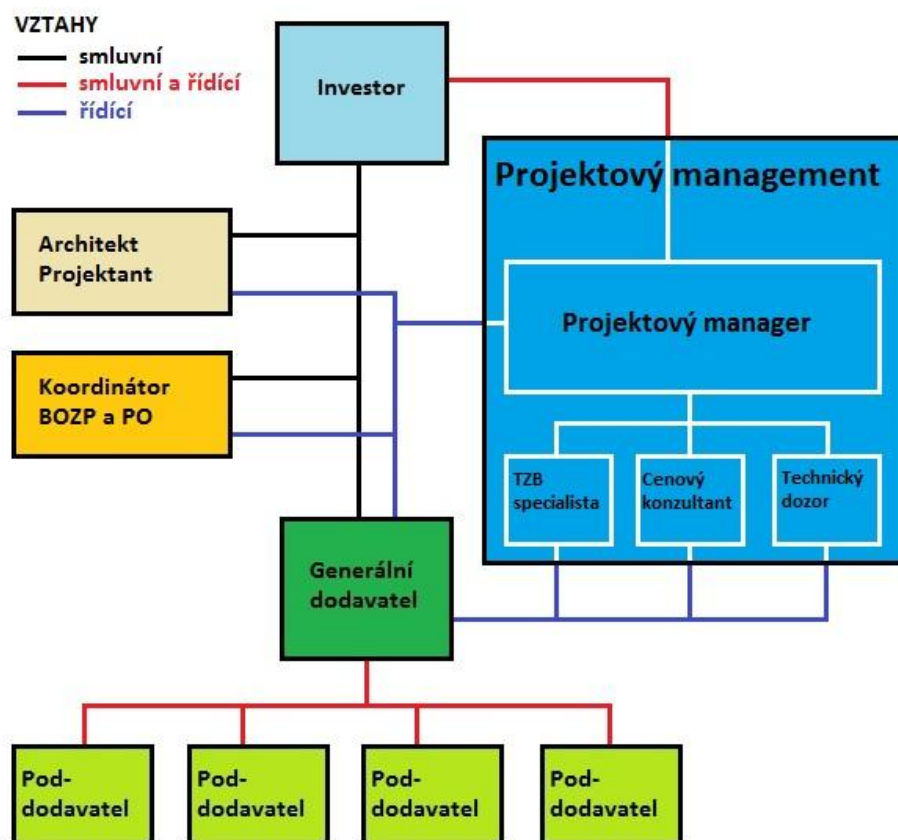 VZTAHY
smluvní
smluvní a řídící
řídící
Investor
Projektový management
Architekt
Projektant
Projektový manager
Koordinátor
BOZP a PO
TZB
specialista
Cenový
konzultant
Technický
dozor
Generální
dodavatel
Pod-
dodavatel
Pod-
dodavatel
Pod-
dodavatel
Pod-
dodavatel